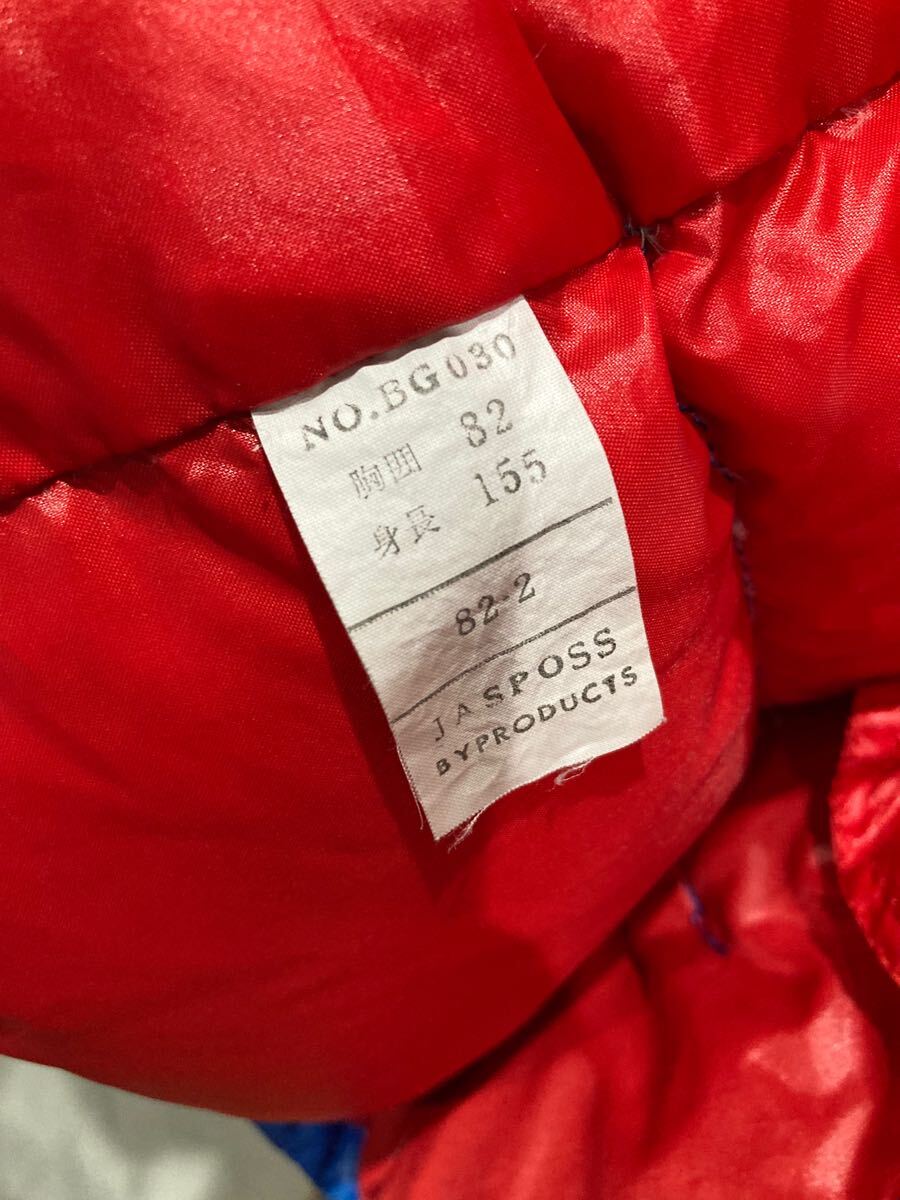 NO.BG030
胸囲 82
身長 155
82-2
JASPOSS
BYPRODUCTS